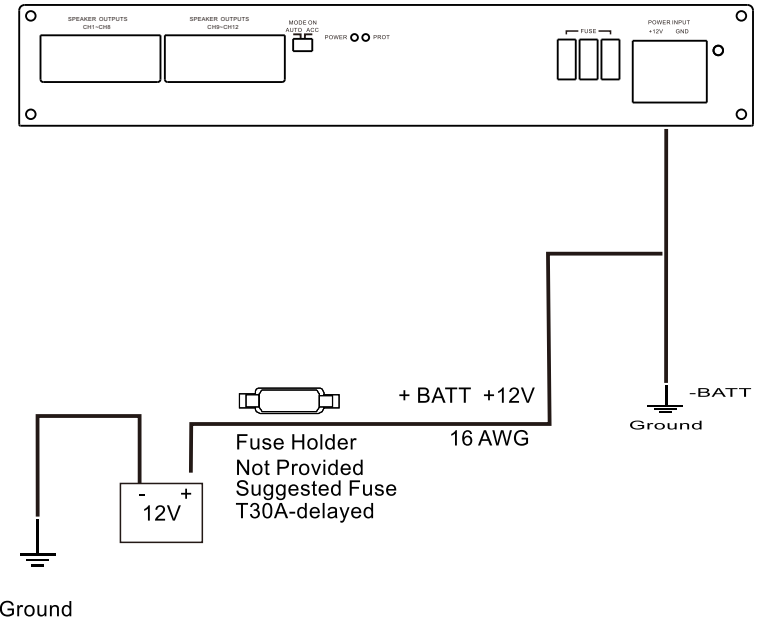 SPEAKER OUTPUTS
CH1~CH8
SPEAKER OUTPUTS
CH9~CH12
MODE ON
AUTO ACC
POWER
PROT
FUSE
POWER INPUT
+12V GND
+ BATT +12V
16 AWG
-BATT
Ground
Fuse Holder
Not Provided
Suggested Fuse
T30A-delayed
- +
12V
Ground